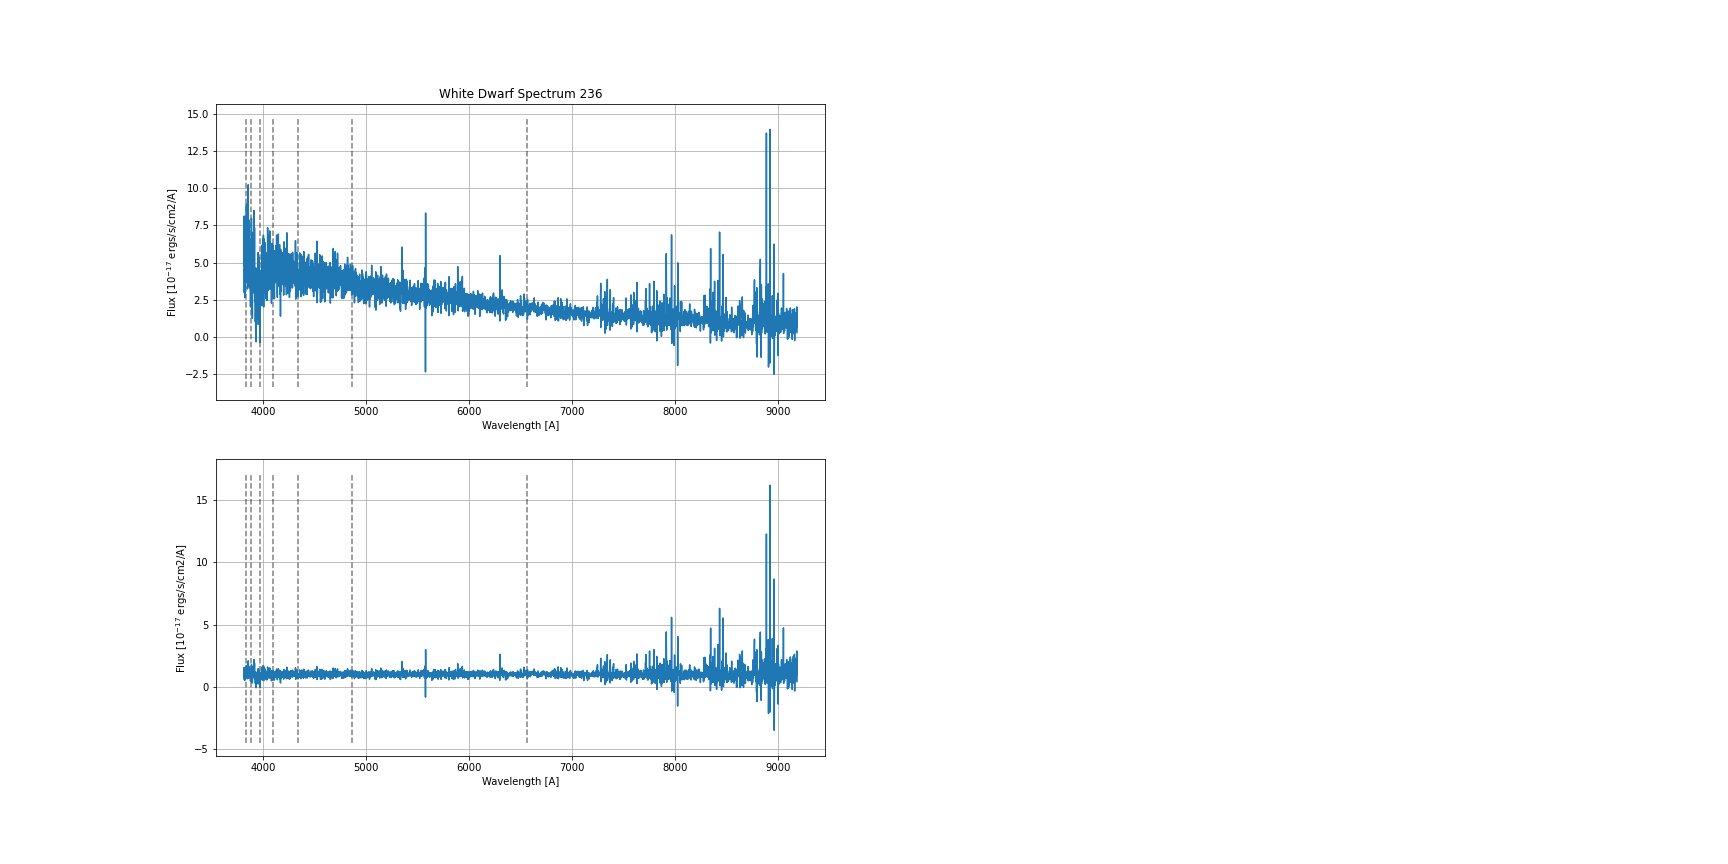 White Dwarf Spectrum 236
15.0
12.5
10.0
7.5
5.0
2.5
0.0
−2.5
Flux [10⁻¹⁷ ergs/s/cm2/A]
4000 5000 6000 7000 8000 9000
Wavelength [A]
15
10
5
0
−5
Flux [10⁻¹⁷ ergs/s/cm2/A]
4000 5000 6000 7000 8000 9000
Wavelength [A]